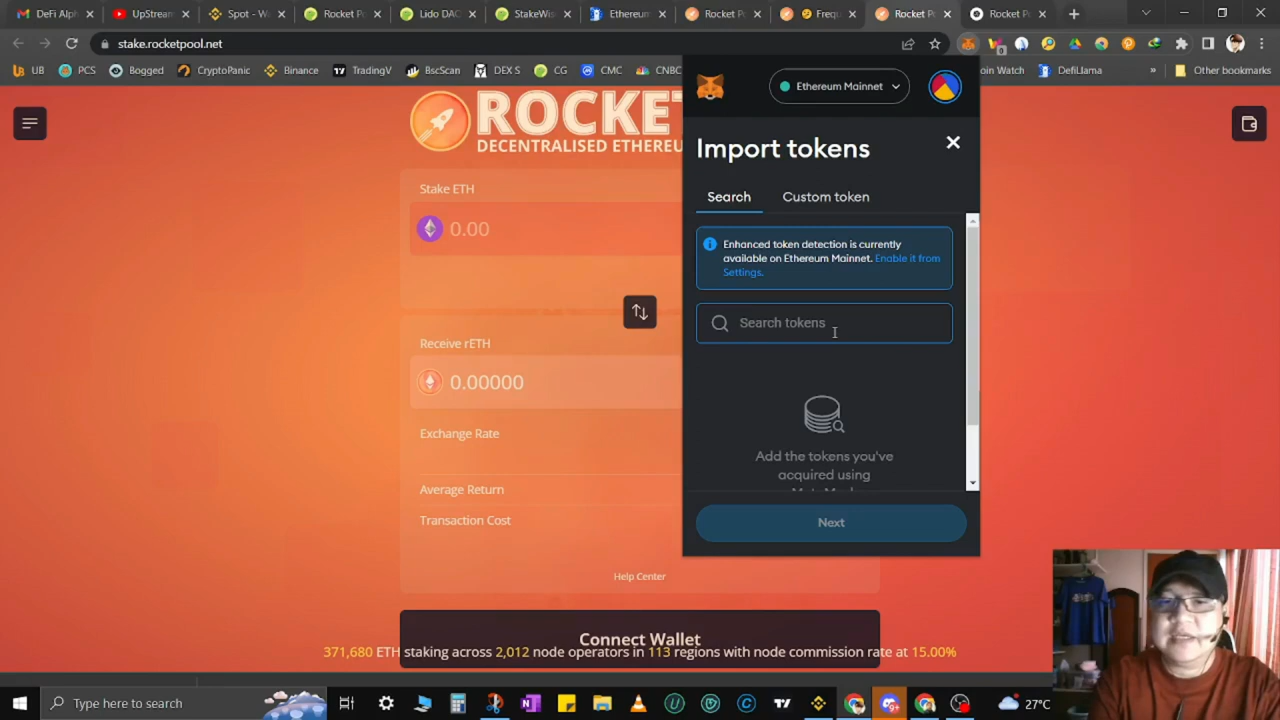 DeFi Alph
UpStream
Spot - W
Rocket Po
Lido DAO
StakeWis
Ethereum
Rocket P
Frequ
Rocket P
Rocket Po
stake.rocketpool.net
UB
PCS
Bogged
CryptoPanic
Binance
TradingV
BscScan
DEX S
CG
CMC
CNBC
oin Watch
DefiLlama
»
Other bookmarks
ROCKET
DECENTRALISED ETHEREU
Stake ETH
0.00
Receive rETH
0.00000
Exchange Rate
Average Return
Transaction Cost
Help Center
Connect Wallet
371,680 ETH staking across 2,012 node operators in 113 regions with node commission rate at 15.00%
Ethereum Mainnet
Import tokens
Search
Custom token
Enhanced token detection is currently
available on Ethereum Mainnet. Enable it from
Settings.
Search tokens
Add the tokens you've
acquired using
Next
Type here to search
27°C